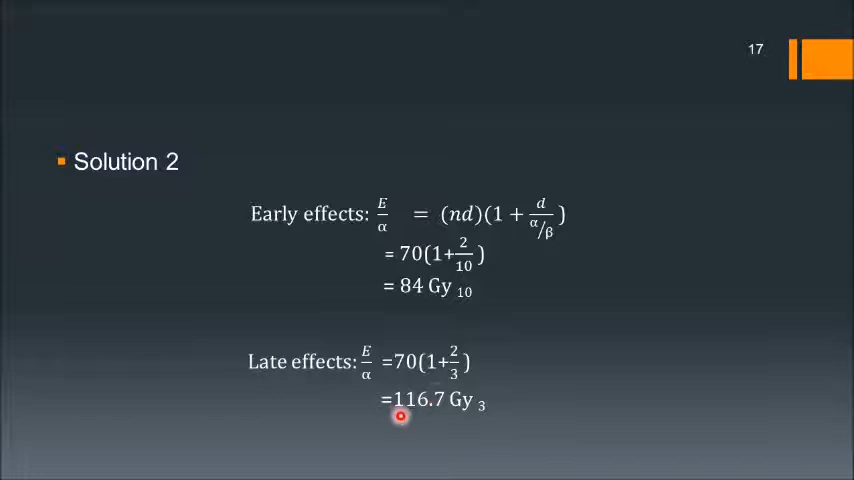 17
Solution 2
Early effects: E/α = (nd)(1 + d/(α/β))
= 70(1+2/10)
= 84 Gy 10
Late effects: E/α =70(1+2/3)
=116.7 Gy 3